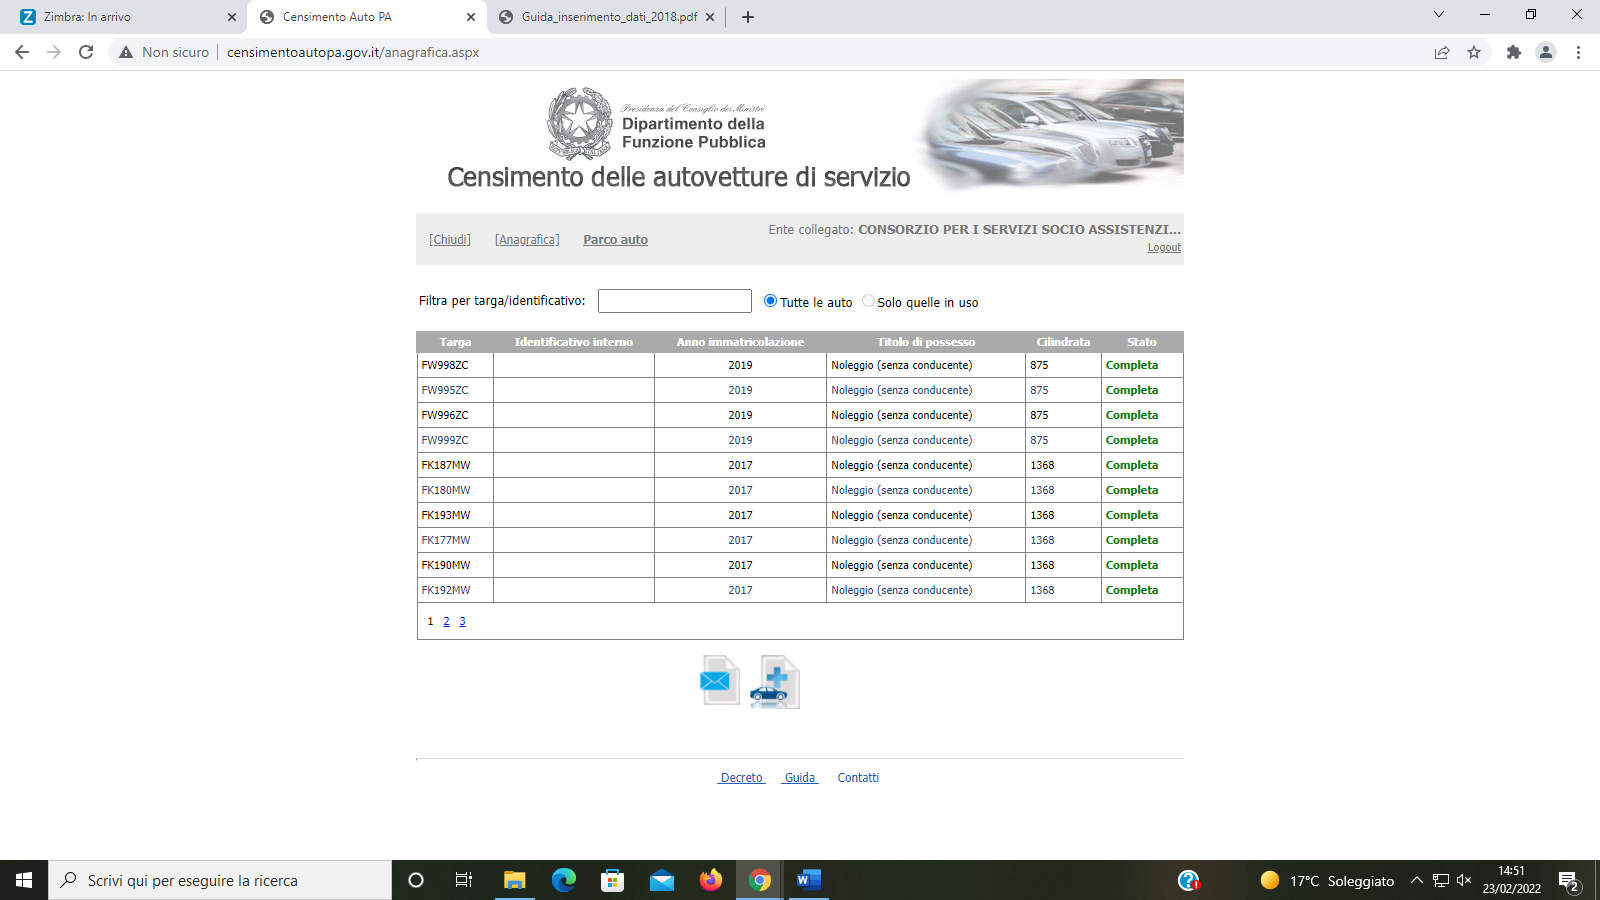 Zimbra: In arrivo
Censimento Auto PA
Guida_inserimento_dati_2018.pdf
Non sicuro
censimentoautopa.gov.it/anagrafica.aspx
Presidenza del Consiglio dei Ministri
Dipartimento della
Funzione Pubblica
Censimento delle autovetture di servizio
[Chiudi] [Anagrafica] Parco auto
Ente collegato: CONSORZIO PER I SERVIZI SOCIO ASSISTENZI...
Logout
Filtra per targa/identificativo: Tutte le auto Solo quelle in uso
Targa Identificativo interno Anno immatricolazione Titolo di possesso Cilindrata Stato
FW998ZC 2019 Noleggio (senza conducente) 875 Completa
FW995ZC 2019 Noleggio (senza conducente) 875 Completa
FW996ZC 2019 Noleggio (senza conducente) 875 Completa
FW999ZC 2019 Noleggio (senza conducente) 875 Completa
FK187MW 2017 Noleggio (senza conducente) 1368 Completa
FK180MW 2017 Noleggio (senza conducente) 1368 Completa
FK193MW 2017 Noleggio (senza conducente) 1368 Completa
FK177MW 2017 Noleggio (senza conducente) 1368 Completa
FK190MW 2017 Noleggio (senza conducente) 1368 Completa
FK192MW 2017 Noleggio (senza conducente) 1368 Completa
1 2 3
Decreto Guida Contatti
Scrivi qui per eseguire la ricerca
17°C Soleggiato
14:51
23/02/2022
2